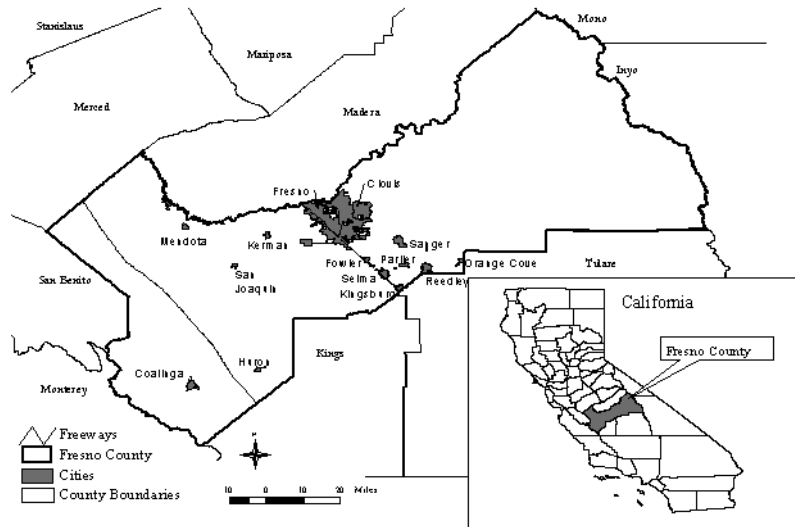 Stanislaus
Mono
Mariposa
Inyo
Merced
Madera
Fresno
Clovis
Mendota
Kerman
Sanger
Fowler
Parlier
Orange Cove
Tulare
San Benito
San
Joaquin
Selma
Reedley
Kingsburg
California
Fresno County
Kings
Huron
Coalinga
Monterey
Freeways
Fresno County
Cities
County Boundaries
N
10 0 10 20 Miles